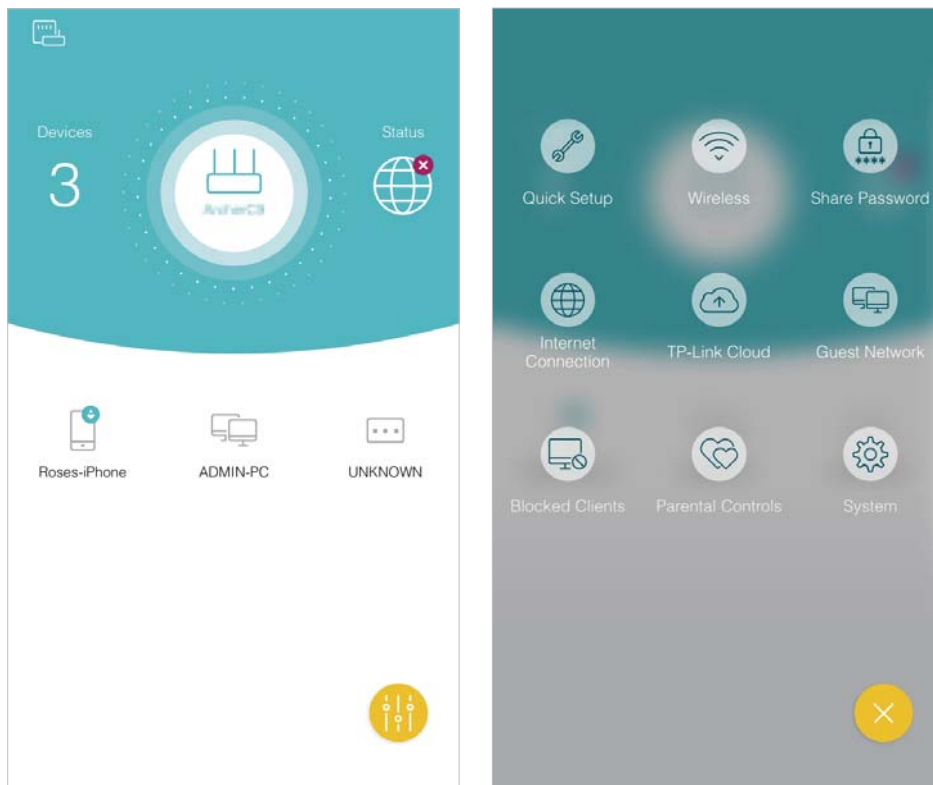 Devices
Status
3
Roses-iPhone
ADMIN-PC
UNKNOWN
Quick Setup
Wireless
Share Password
Internet
Connection
TP-Link Cloud
Guest Network
Blocked Clients
Parental Controls
System